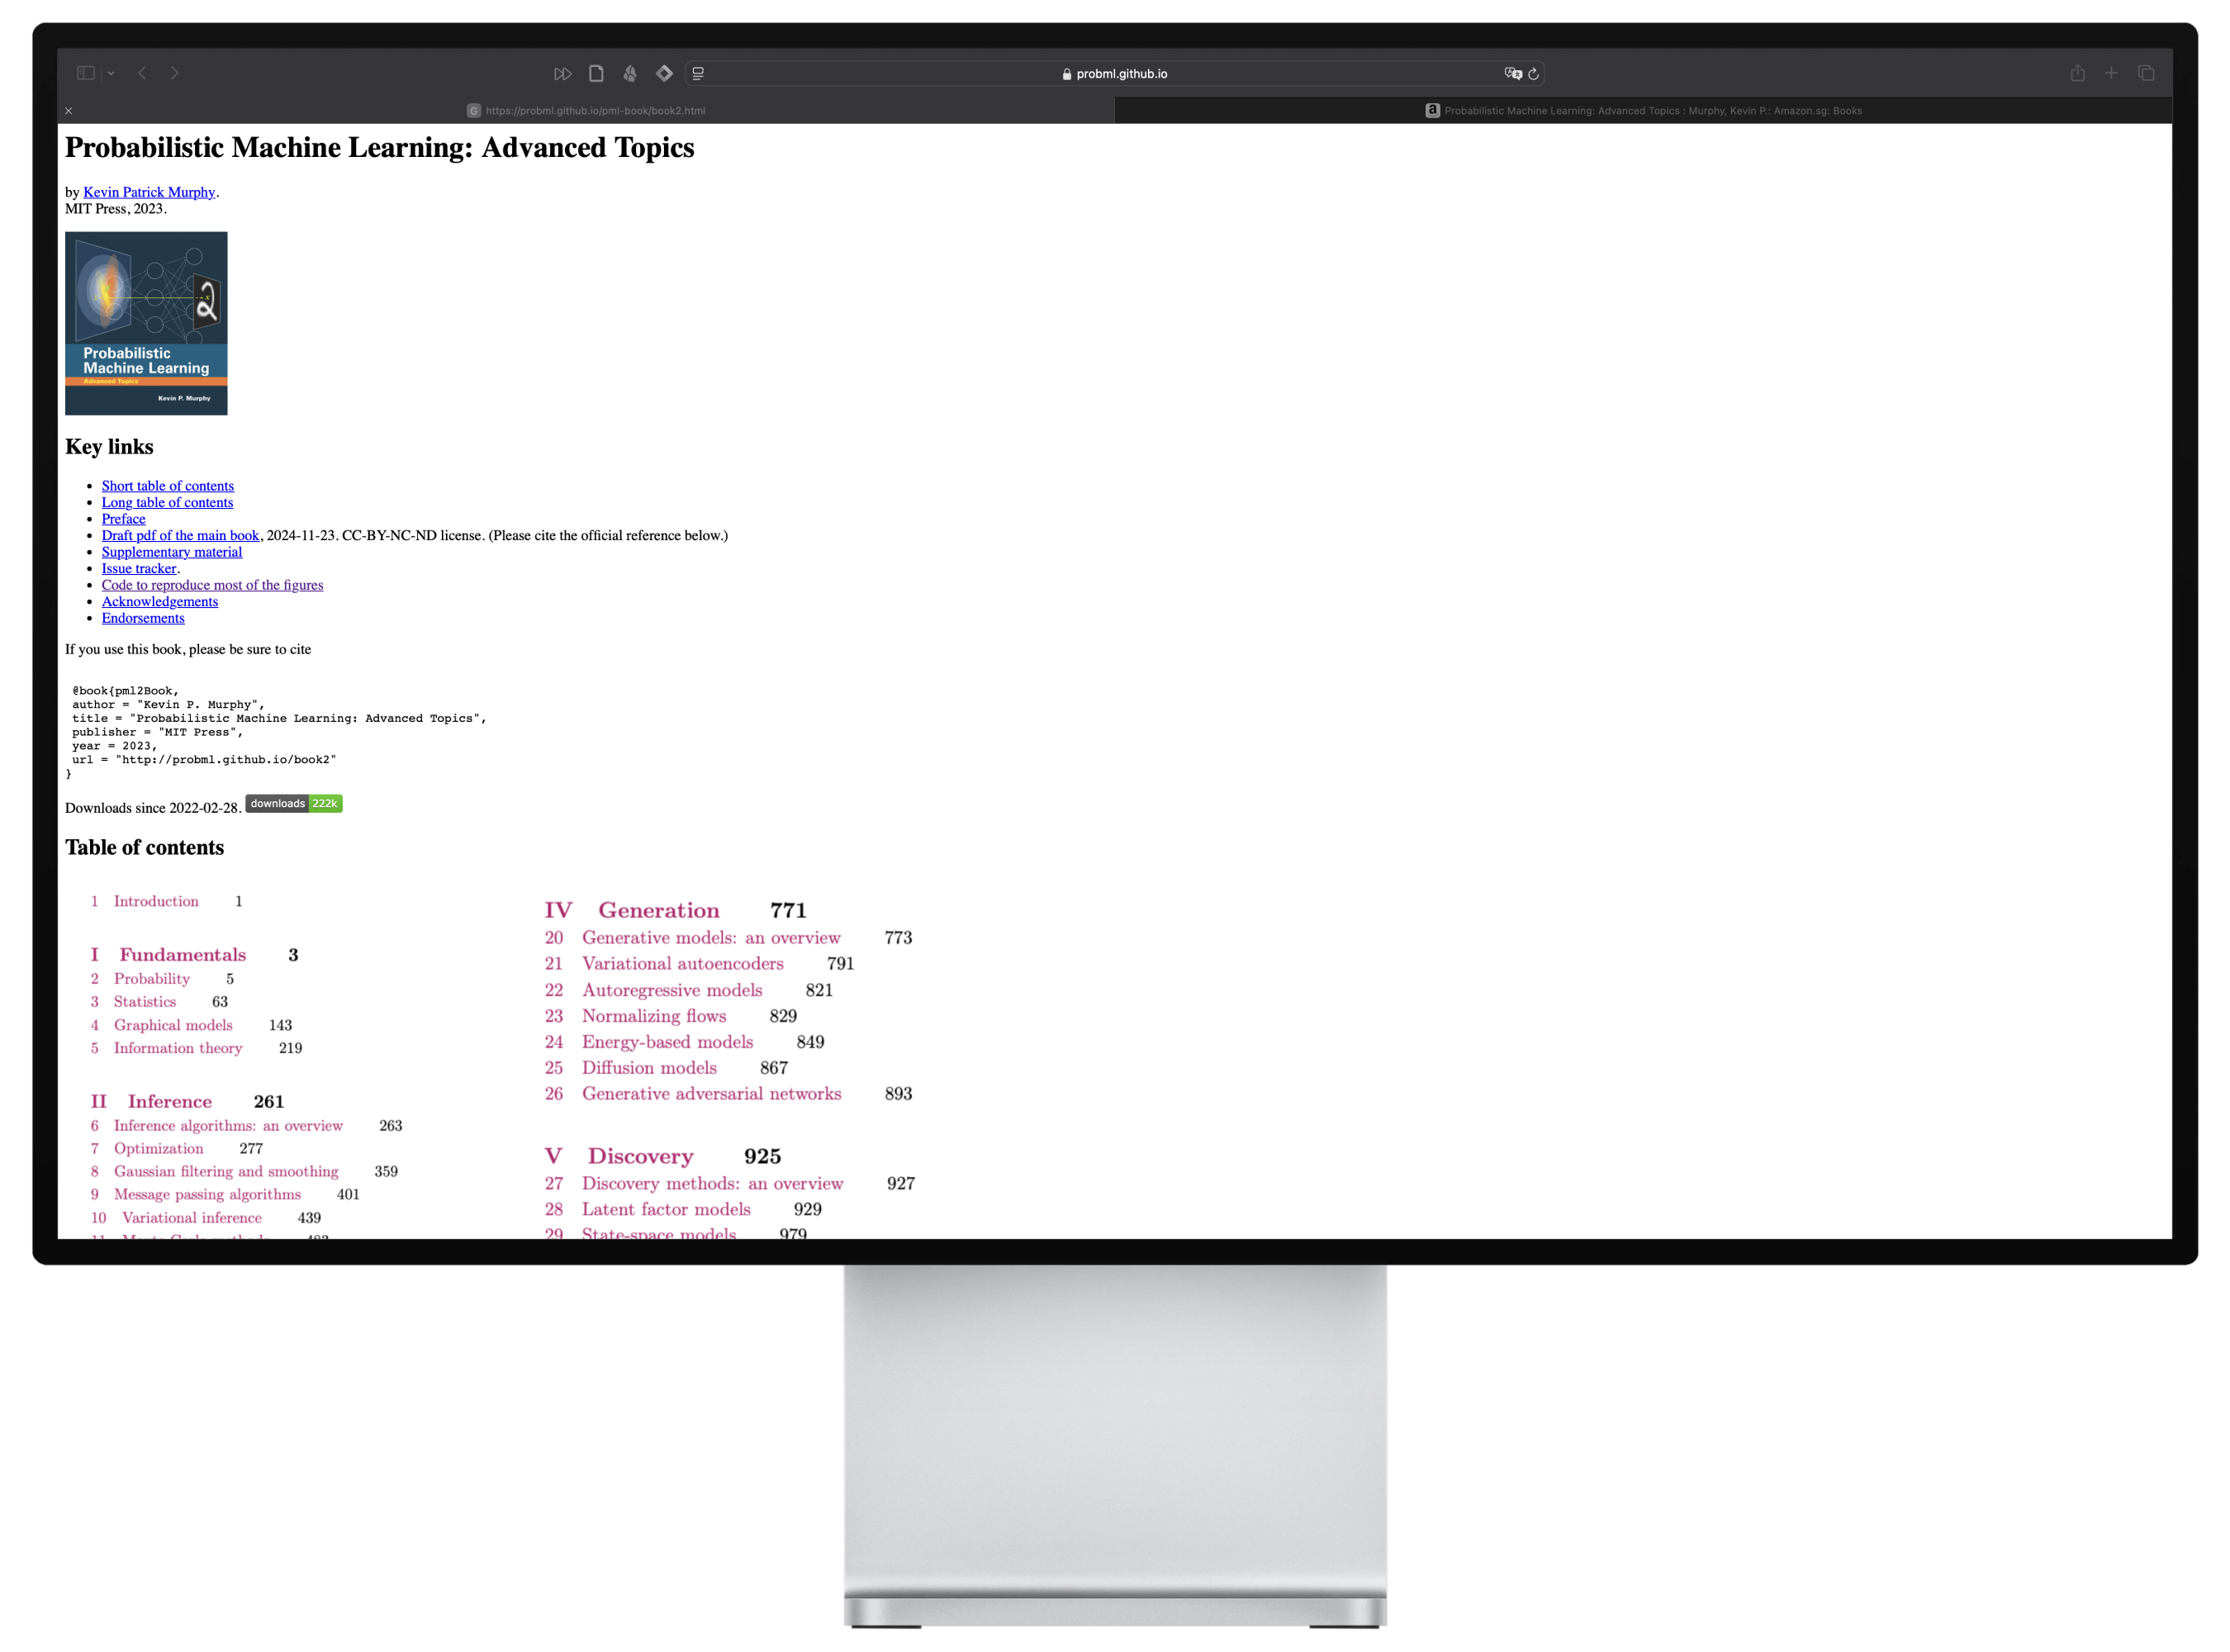 probml.github.io
https://probml.github.io/pml-book/book2.html
Probabilistic Machine Learning: Advanced Topics : Murphy, Kevin P.: Amazon.sg: Books
Probabilistic Machine Learning: Advanced Topics
by Kevin Patrick Murphy.
MIT Press, 2023.
Probabilistic
Machine Learning
Advanced Topics
Kevin P. Murphy
Key links
Short table of contents
Long table of contents
Preface
Draft pdf of the main book, 2024-11-23. CC-BY-NC-ND license. (Please cite the official reference below.)
Supplementary material
Issue tracker.
Code to reproduce most of the figures
Acknowledgements
Endorsements
If you use this book, please be sure to cite
@book{pml2Book,
author = "Kevin P. Murphy",
title = "Probabilistic Machine Learning: Advanced Topics",
publisher = "MIT Press",
year = 2023,
url = "http://probml.github.io/book2"
}
Downloads since 2022-02-28. downloads 222k
Table of contents
1 Introduction 1
I Fundamentals 3
2 Probability 5
3 Statistics 63
4 Graphical models 143
5 Information theory 219
II Inference 261
6 Inference algorithms: an overview 263
7 Optimization 277
8 Gaussian filtering and smoothing 359
9 Message passing algorithms 401
10 Variational inference 439
IV Generation 771
20 Generative models: an overview 773
21 Variational autoencoders 791
22 Autoregressive models 821
23 Normalizing flows 829
24 Energy-based models 849
25 Diffusion models 867
26 Generative adversarial networks 893
V Discovery 925
27 Discovery methods: an overview 927
28 Latent factor models 929
29 State-space models 979